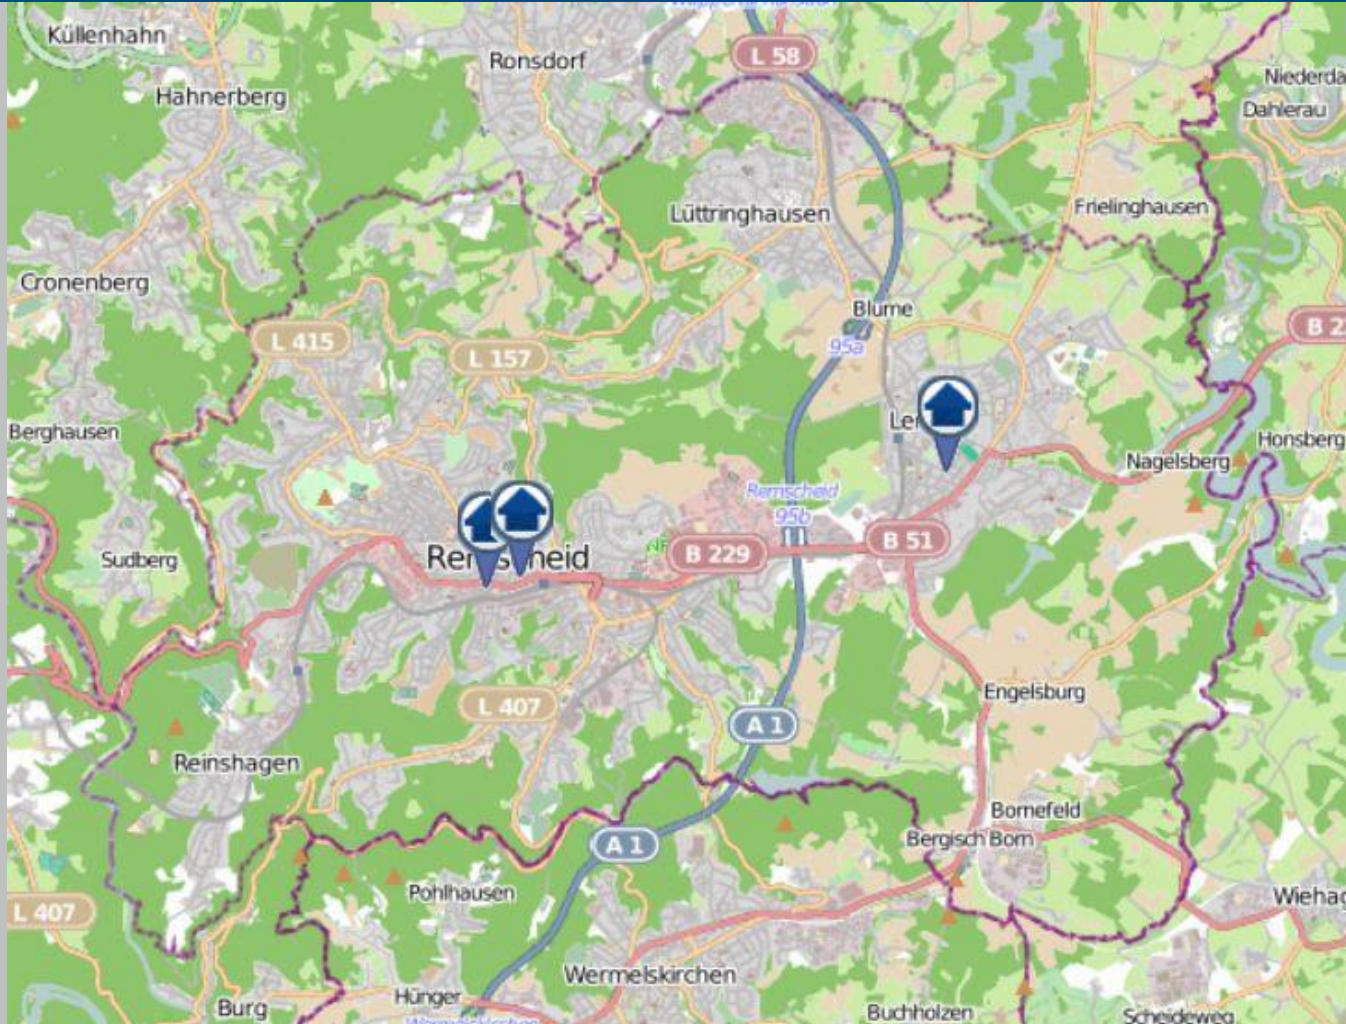 Küllenhahn
Ronsdorf
L 58
Hahnerberg
Niederda
Dahlerau
Lüttringhausen
Frielinghausen
Cronenberg
Blume
L 415
B 2
95a
L 157
Berghausen
Honsberg
Nagelsberg
Remscheid
95b
Sudberg
Remscheid
B 229
B 51
Engelsburg
L 407
A 1
Reinshagen
Bornefeld
Bergisch Born
A 1
Pohlhausen
L 407
Wiehag
Wermelskirchen
Hünger
Burg
Buchholzen
Scheideweg